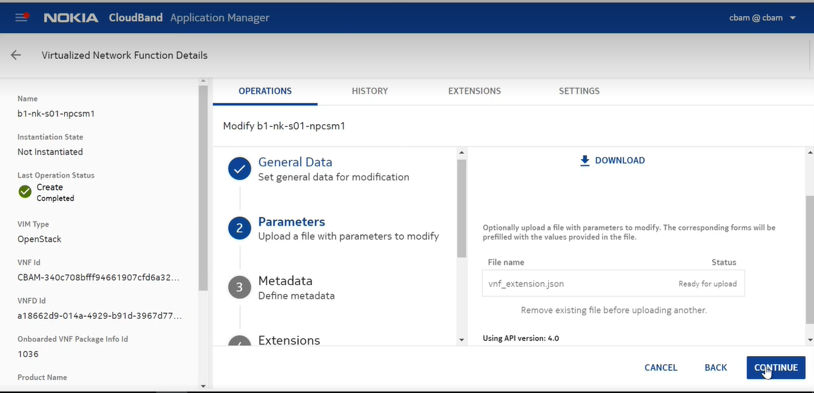 NOKIA CloudBand Application Manager
cbam @ cbam
Virtualized Network Function Details
Name
b1-nk-s01-npcsm1
Instantiation State
Not Instantiated
Last Operation Status
Create
Completed
VIM Type
OpenStack
VNF Id
CBAM-340c708bfff94661907cfd6a32...
VNFD Id
a18662d9-014a-4929-b91d-3967d77...
Onboarded VNF Package Info Id
1036
Product Name
OPERATIONS
HISTORY
EXTENSIONS
SETTINGS
Modify b1-nk-s01-npcsm1
General Data
Set general data for modification
2
Parameters
Upload a file with parameters to modify
3
Metadata
Define metadata
Extensions
DOWNLOAD
Optionally upload a file with parameters to modify. The corresponding forms will be
prefilled with the values provided in the file.
File name
Status
vnf_extension.json
Ready for upload
Remove existing file before uploading another.
Using API version: 4.0
CANCEL
BACK
CONTINUE